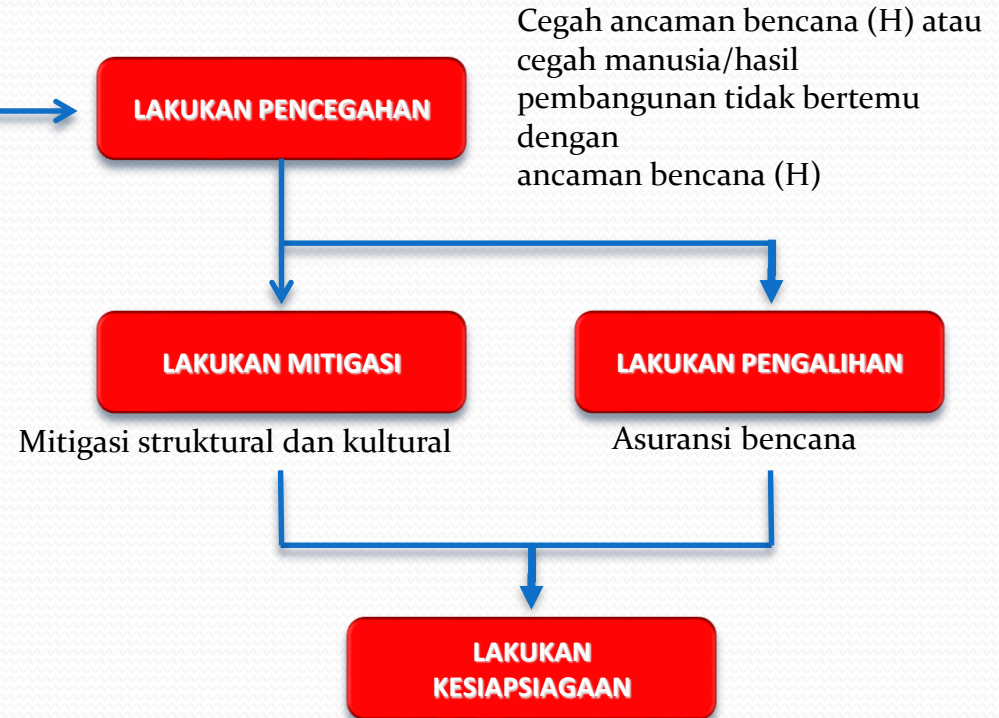 Cegah ancaman bencana (H) atau
cegah manusia/hasil
pembangunan tidak bertemu
dengan
ancaman bencana (H)
LAKUKAN PENCEGAHAN
LAKUKAN MITIGASI
LAKUKAN PENGALIHAN
Mitigasi struktural dan kultural
Asuransi bencana
LAKUKAN
KESIAPSIAGAAN